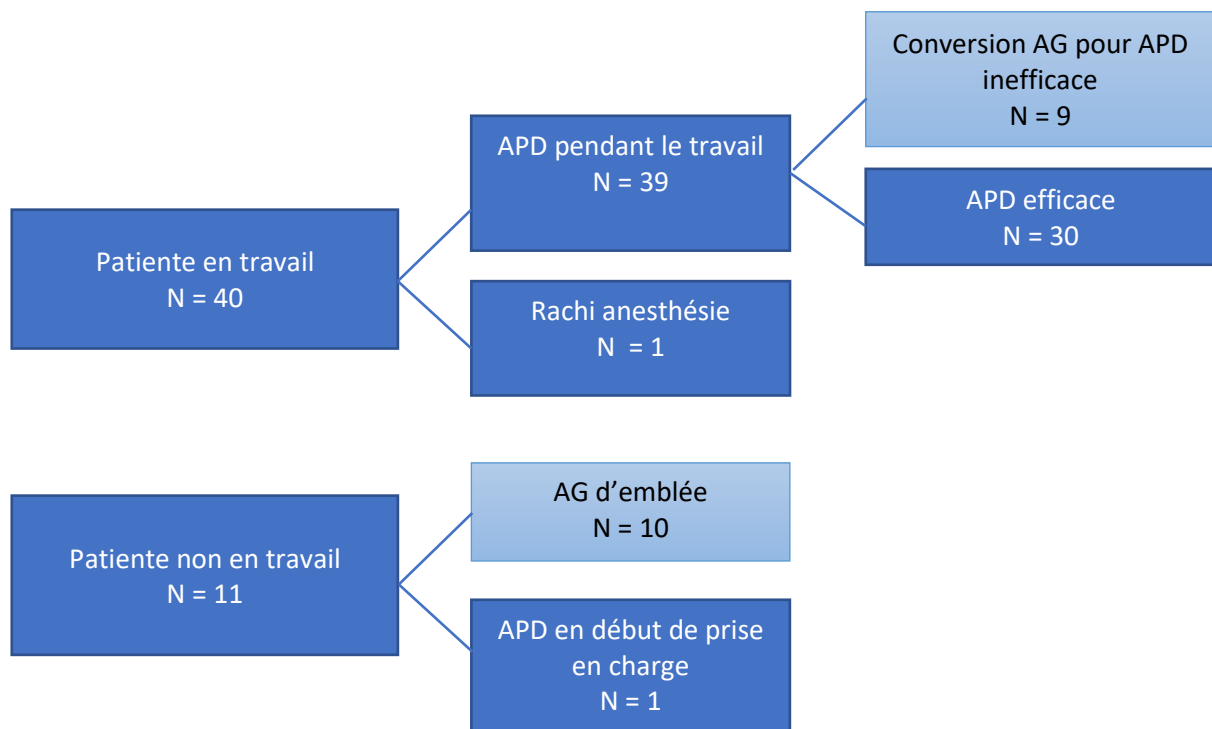 Patiente en travail
N = 40
APD pendant le travail
N = 39
Conversion AG pour APD
inefficace
N = 9
APD efficace
N = 30
Rachi anesthésie
N  = 1
Patiente non en travail
N = 11
AG d’emblée
N = 10
APD en début de prise
en charge
N = 1